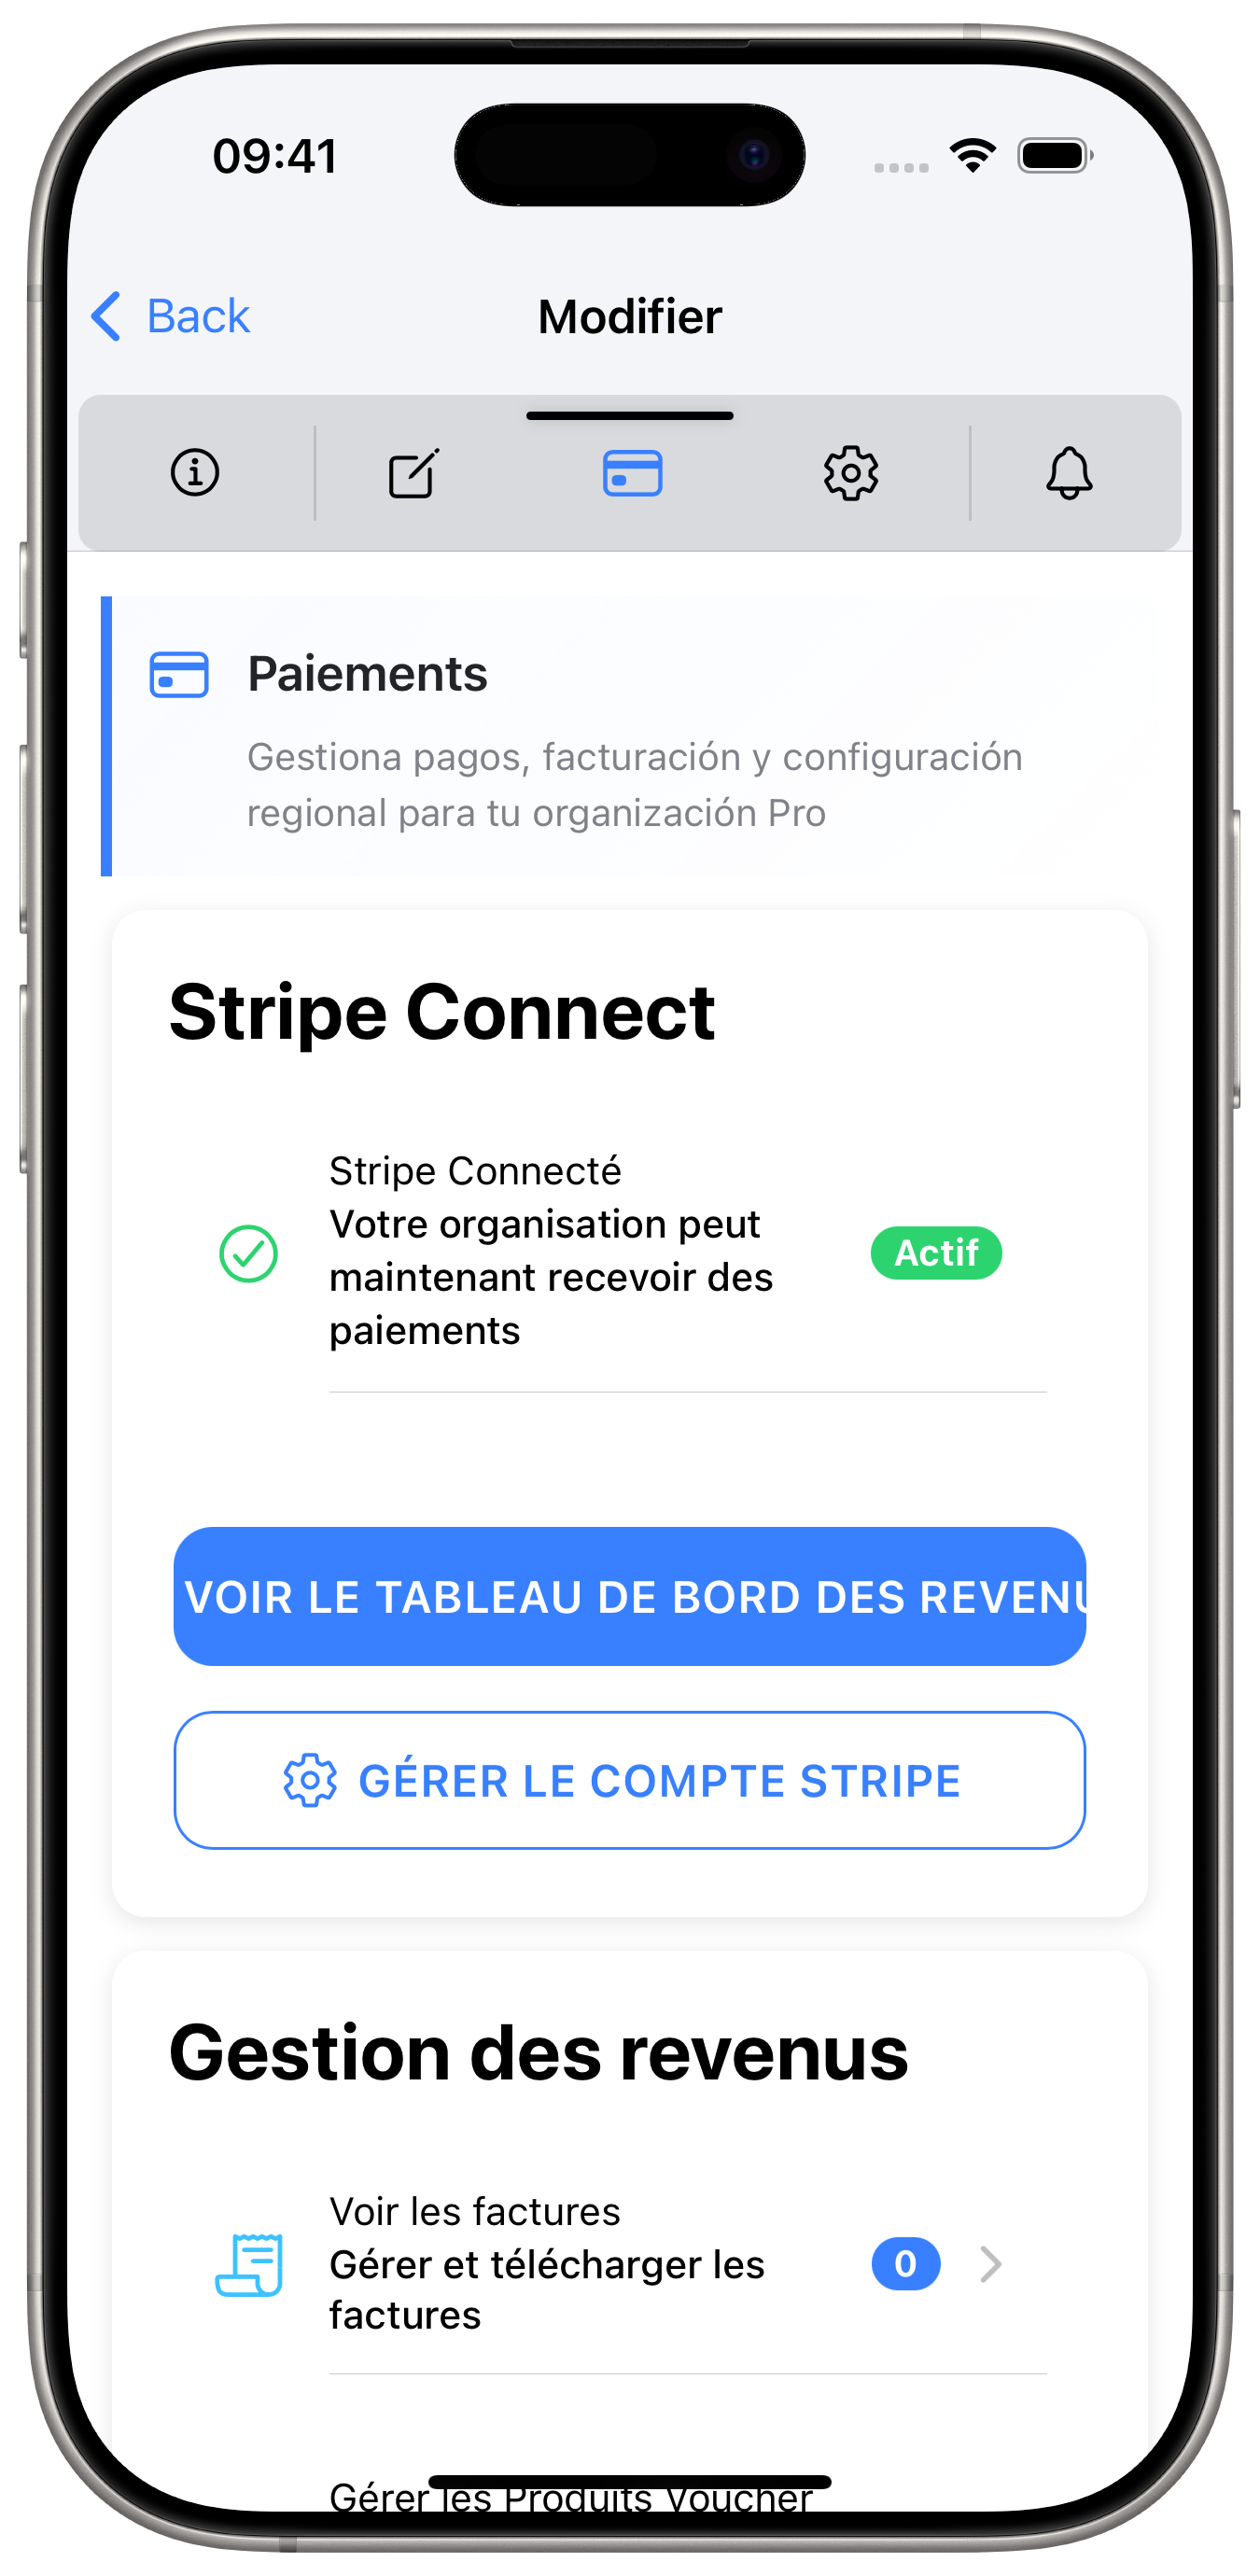 09:41
Back
Modifier
Paiements
Gestiona pagos, facturación y configuración
regional para tu organización Pro
Stripe Connect
Stripe Connecté
Votre organisation peut
maintenant recevoir des
paiements
Actif
VOIR LE TABLEAU DE BORD DES REVENU
GÉRER LE COMPTE STRIPE
Gestion des revenus
Voir les factures
Gérer et télécharger les
factures
0
Gérer les Produits Voucher